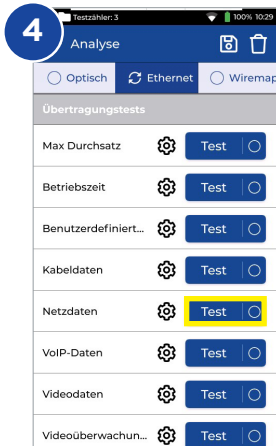 4
Testzähler: 3 100% 10:29
Analyse
Optisch Ethernet Wiremap
Übertragungstests
Max Durchsatz Test
Betriebszeit Test
Benutzerdefiniert... Test
Kabeldaten Test
Netzdaten Test
VoIP-Daten Test
Videodaten Test
Videoüberwachun... Test